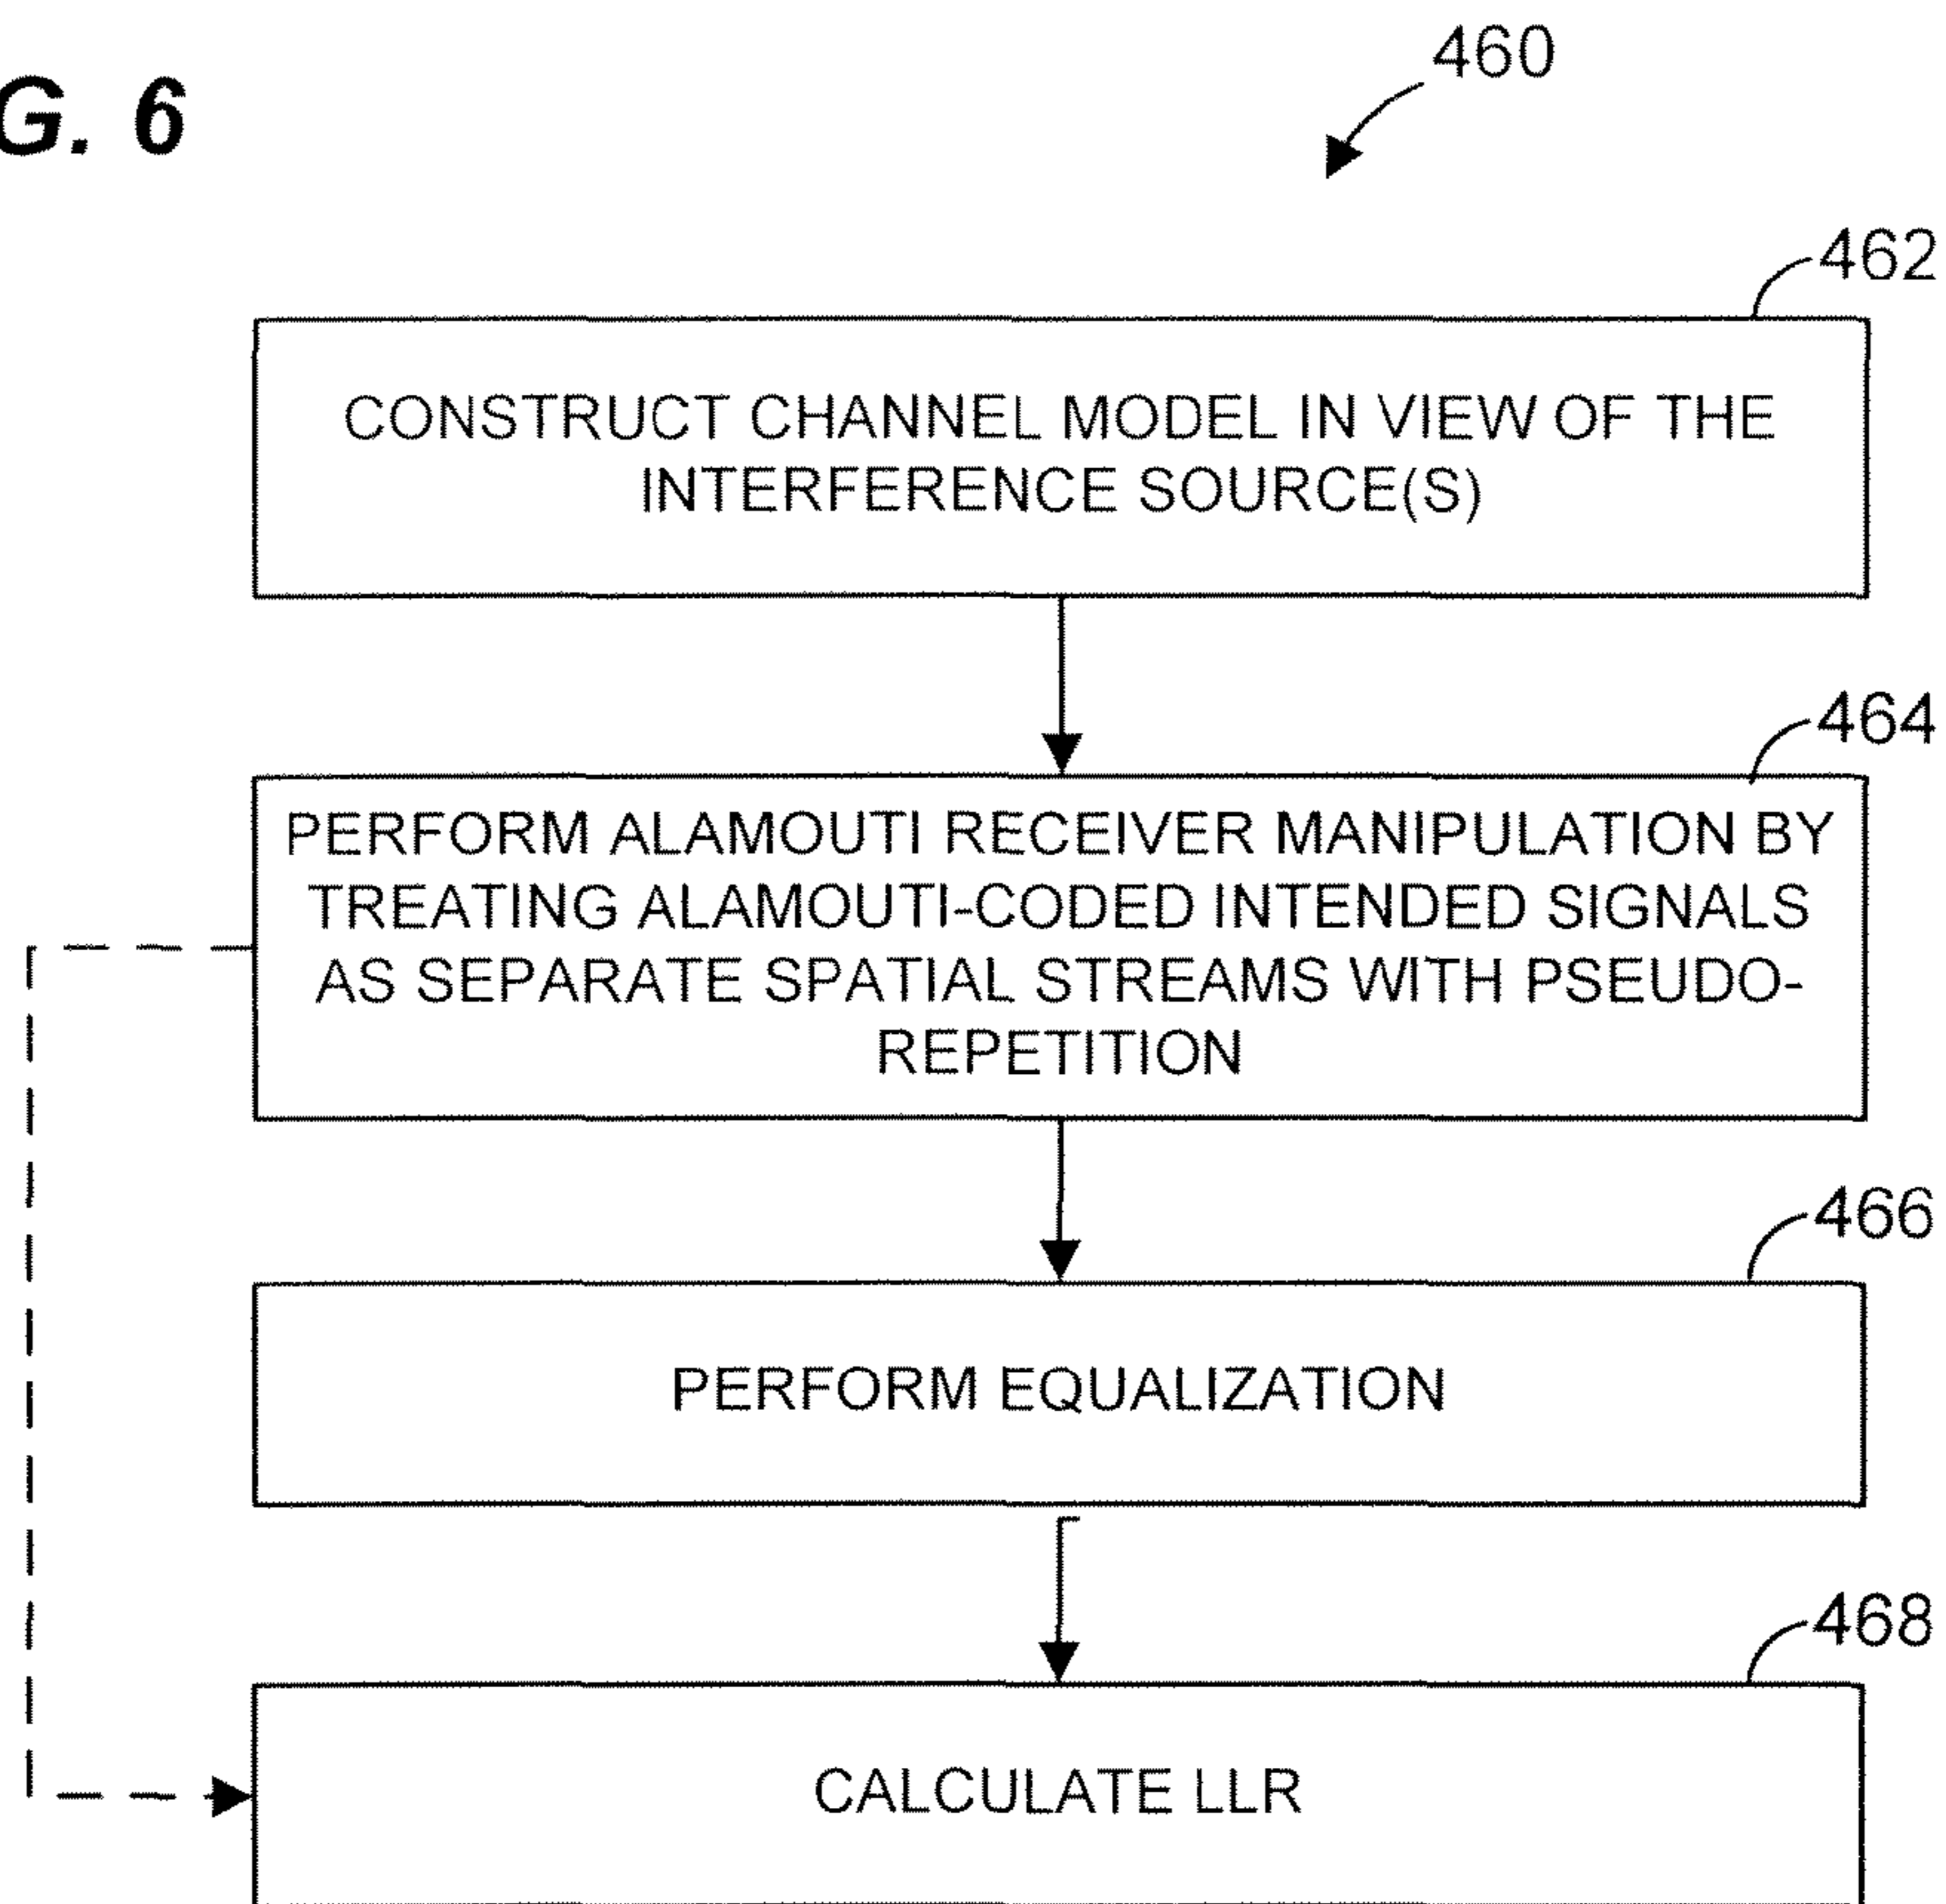 G. 6
460
462
CONSTRUCT CHANNEL MODEL IN VIEW OF THE
INTERFERENCE SOURCE(S)
464
PERFORM ALAMOUTI RECEIVER MANIPULATION BY
TREATING ALAMOUTI-CODED INTENDED SIGNALS
AS SEPARATE SPATIAL STREAMS WITH PSEUDO-
REPETITION
466
PERFORM EQUALIZATION
468
CALCULATE LLR